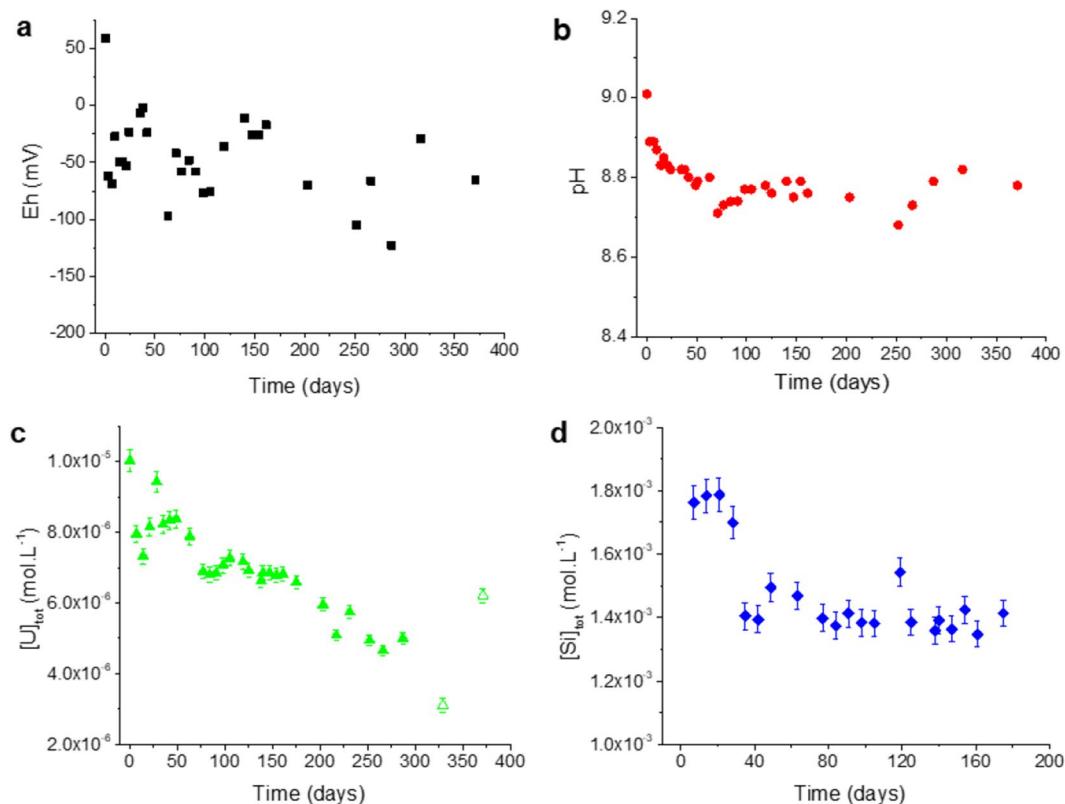 a
50
0
-50
-100
-150
-200
Eh (mV)
0 50 100 150 200 250 300 350 400
Time (days)
b
9.2
9.0
8.8
8.6
8.4
pH
0 50 100 150 200 250 300 350 400
Time (days)
c
1.0x10⁻⁵
8.0x10⁻⁶
6.0x10⁻⁶
4.0x10⁻⁶
2.0x10⁻⁶
[U]tot (mol.L⁻¹)
0 50 100 150 200 250 300 350 400
Time (days)
d
2.0x10⁻³
1.8x10⁻³
1.6x10⁻³
1.4x10⁻³
1.2x10⁻³
1.0x10⁻³
[Si]tot (mol.L⁻¹)
0 40 80 120 160 200
Time (days)